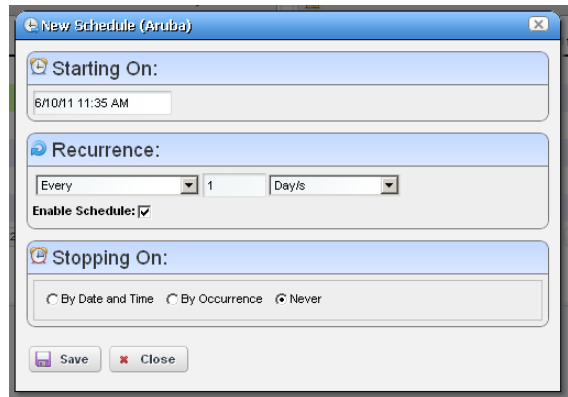 New Schedule (Aruba)
Starting On:
6/10/11 11:35 AM
Recurrence:
Every 1 Day/s
Enable Schedule:
Stopping On:
By Date and Time By Occurrence Never
Save Close